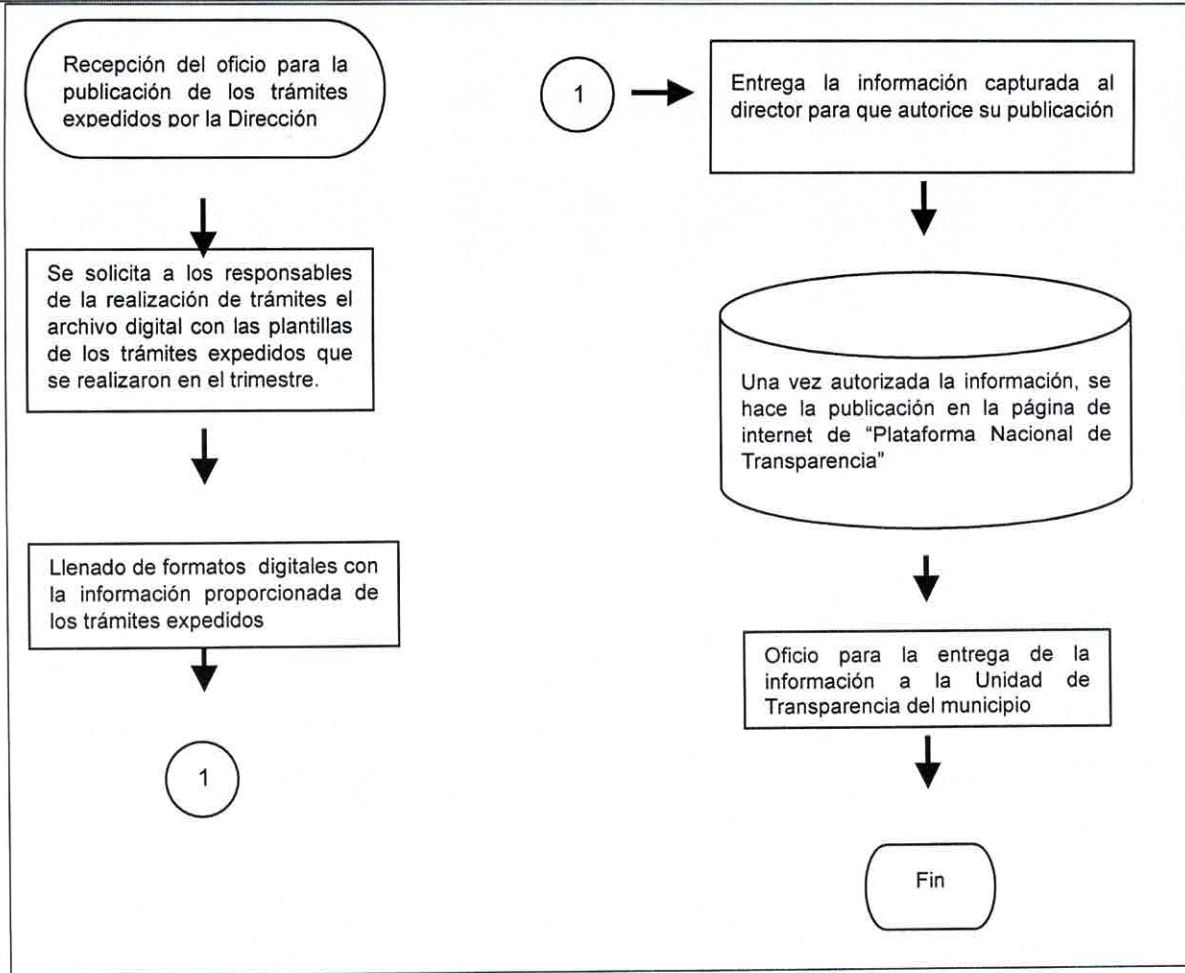 Recepción del oficio para la
publicación de los trámites
expedidos por la Dirección
Se solicita a los responsables
de la realización de trámites el
archivo digital con las plantillas
de los trámites expedidos que
se realizaron en el trimestre.
Llenado de formatos digitales con
la información proporcionada de
los trámites expedidos
1
1
Entrega la información capturada al
director para que autorice su publicación
Una vez autorizada la información, se
hace la publicación en la página de
internet de “Plataforma Nacional de
Transparencia”
Oficio para la entrega de la
información a la Unidad de
Transparencia del municipio
Fin